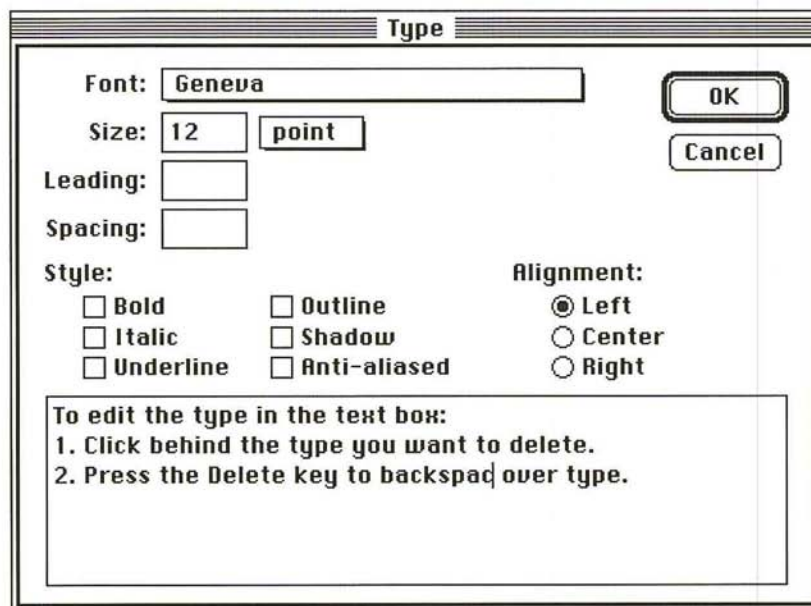 Type
Font: Geneva
OK
Size: 12 point
Cancel
Leading:
Spacing:
Style:
Alignment:
Bold
Outline
Left
Italic
Shadow
Center
Underline
Anti-aliased
Right
To edit the type in the text box:
1. Click behind the type you want to delete.
2. Press the Delete key to backspac over type.